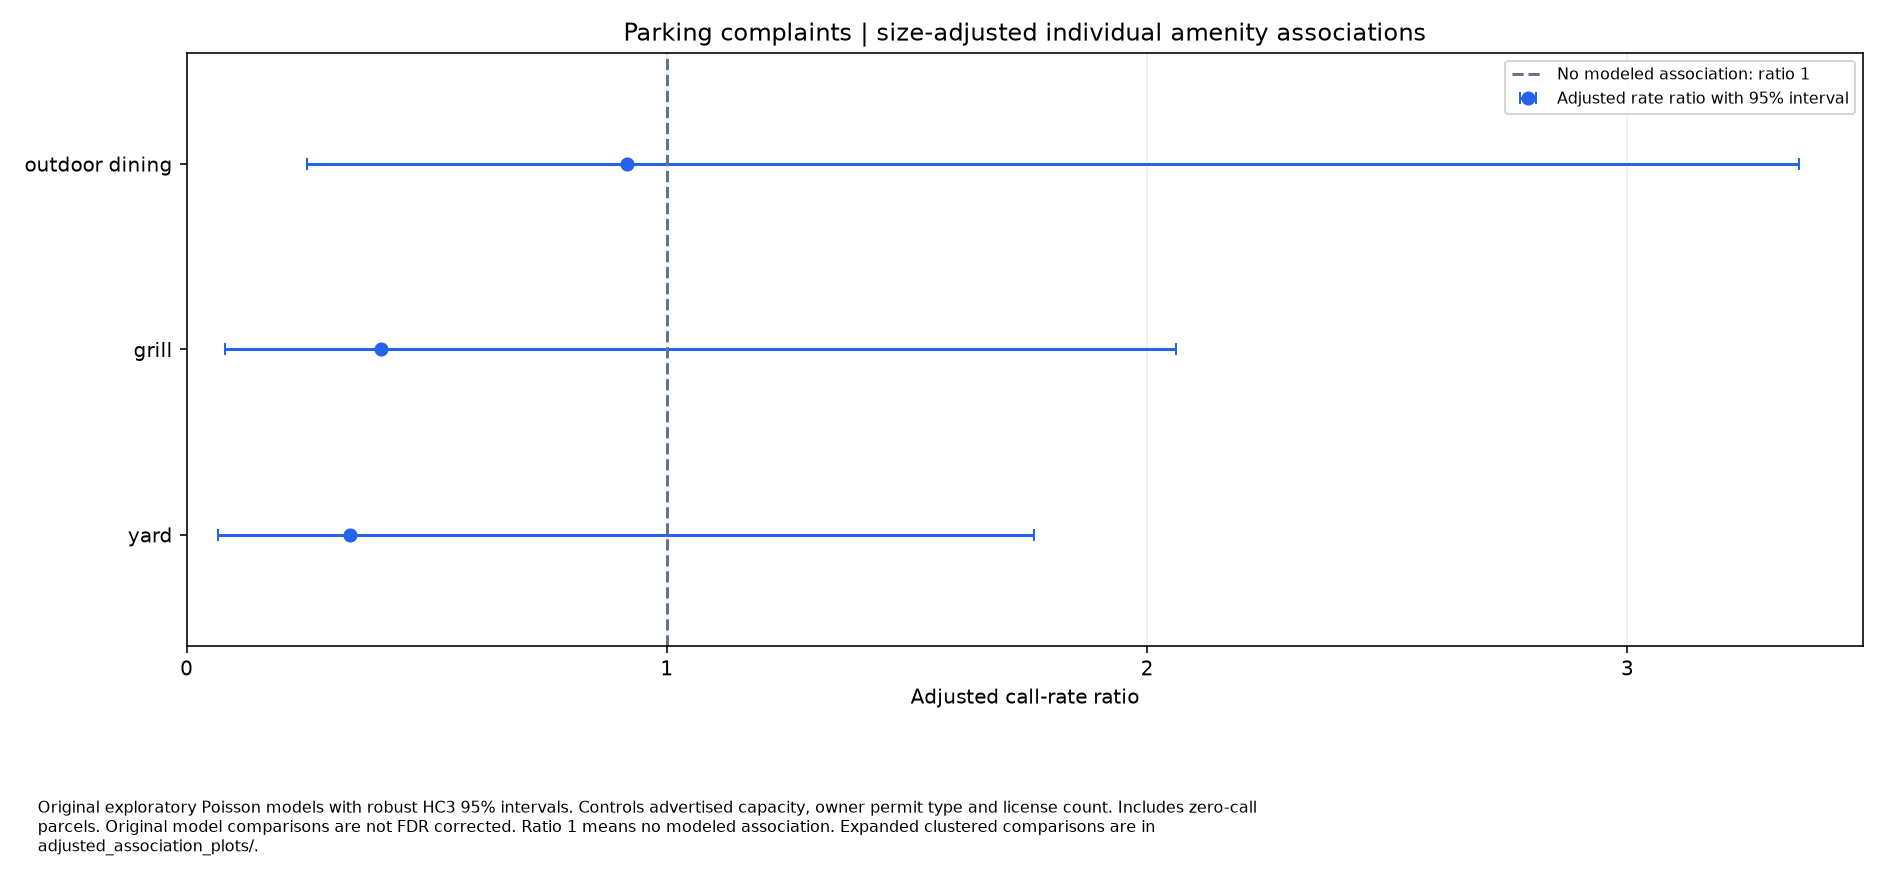 Parking complaints | size-adjusted individual amenity associations
No modeled association: ratio 1
Adjusted rate ratio with 95% interval
outdoor dining
grill
yard
0 1 2 3
Adjusted call-rate ratio
Original exploratory Poisson models with robust HC3 95% intervals. Controls advertised capacity, owner permit type and license count. Includes zero-call
parcels. Original model comparisons are not FDR corrected. Ratio 1 means no modeled association. Expanded clustered comparisons are in
adjusted_association_plots/.